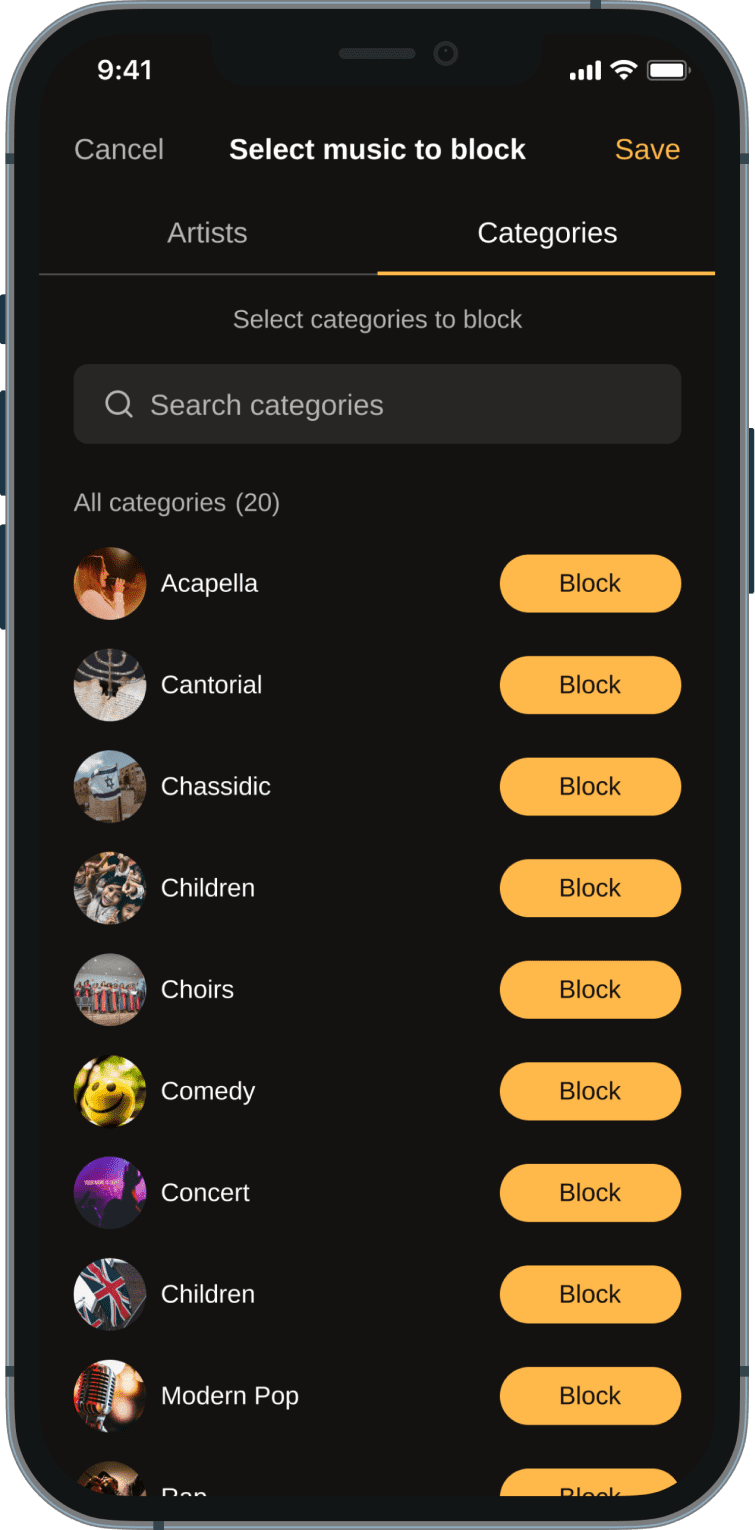 9:41
Cancel Select music to block Save
Artists Categories
Select categories to block
Search categories
All categories (20)
Acapella Block
Cantorial Block
Chassidic Block
Children Block
Choirs Block
Comedy Block
Concert Block
Children Block
Modern Pop Block
Rap Block